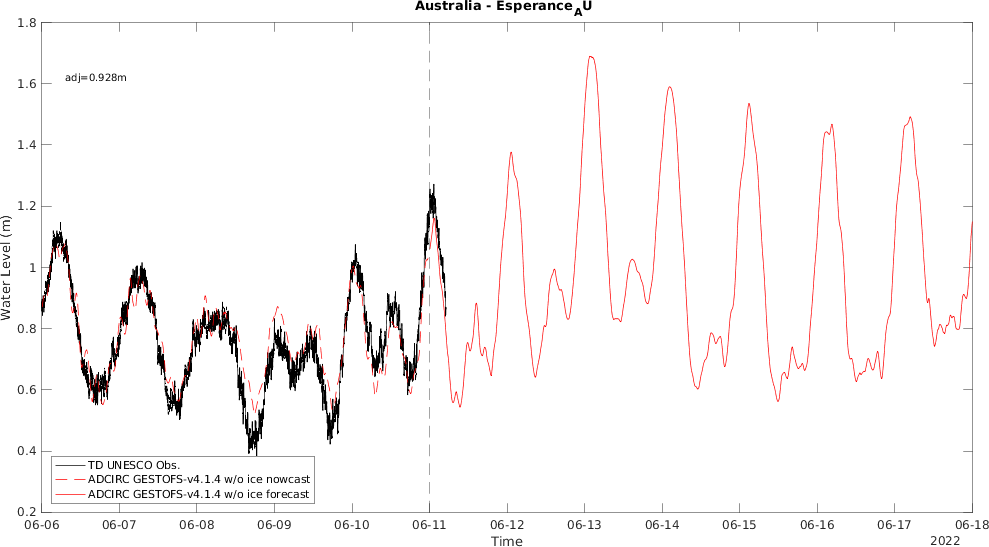 Australia - Esperance_AU
1.8
1.6
1.4
1.2
1
0.8
0.6
0.4
0.2
Water Level (m)
adj=0.928m
TD UNESCO Obs.
ADCIRC GESTOFS-v4.1.4 w/o ice nowcast
ADCIRC GESTOFS-v4.1.4 w/o ice forecast
06-06 06-07 06-08 06-09 06-10 06-11 06-12 06-13 06-14 06-15 06-16 06-17 06-18
Time
2022